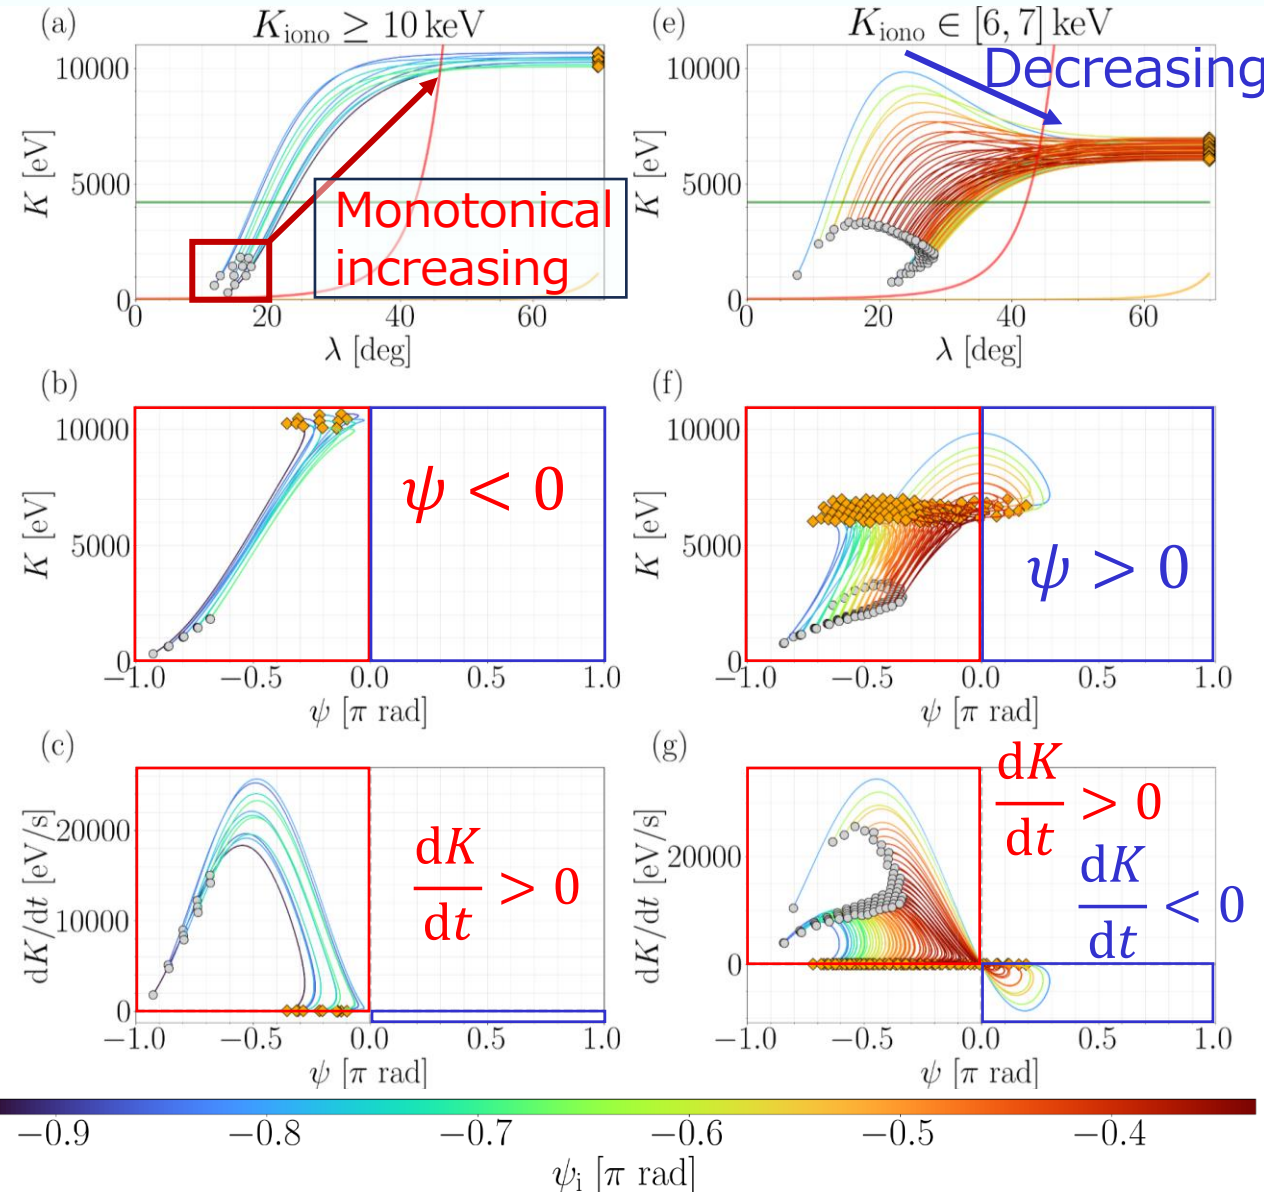 (a)
K_iono ≥ 10 keV
K [eV]
10000
5000
0
Monotonical
increasing
0 20 40 60
λ [deg]
(e)
K_iono ∈ [6, 7] keV
Decreasing
K [eV]
10000
5000
0
0 20 40 60
λ [deg]
(b)
K [eV]
10000
5000
0
ψ < 0
−1.0 −0.5 0.0 0.5 1.0
ψ [π rad]
(f)
K [eV]
10000
5000
0
ψ > 0
−1.0 −0.5 0.0 0.5 1.0
ψ [π rad]
(c)
dK/dt [eV/s]
20000
10000
0
dK/dt > 0
−1.0 −0.5 0.0 0.5 1.0
ψ [π rad]
(g)
dK/dt [eV/s]
20000
0
dK/dt > 0
dK/dt < 0
−1.0 −0.5 0.0 0.5 1.0
ψ [π rad]
−0.9 −0.8 −0.7 −0.6 −0.5 −0.4
ψ_i [π rad]